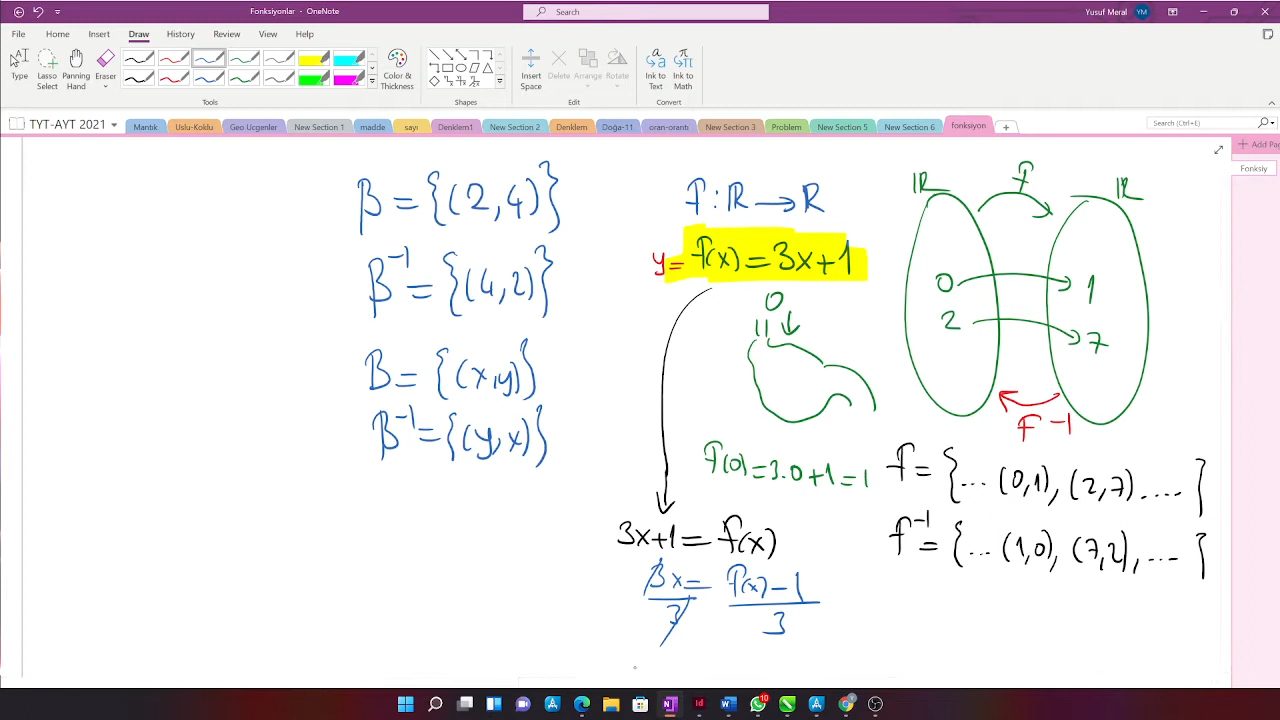 Fonksiyonlar - OneNote
Search
Yusuf Meral
YM
File Home Insert Draw History Review View Help
Type
Lasso Select
Panning Hand
Eraser
Color & Thickness
Insert Space
Delete
Arrange
Rotate
Ink to Text
Ink to Math
Tools
Shapes
Edit
Convert
TYT-AYT 2021
Mantık
Uslu-Koklu
Geo Ucgenler
New Section 1
madde
sayı
Denklem1
New Section 2
Denklem
Doğa-11
oran-orantı
New Section 3
Problem
New Section 5
New Section 6
fonksiyon
+
Search (Ctrl+E)
Add Pag
Fonksiy
β = {(2,4)}
β⁻¹ = {(4,2)}
β = {(x,y)}
β⁻¹ = {(y,x)}
f : ℝ → ℝ
y = f(x) = 3x+1
0
||
f(0) = 3.0+1 = 1
3x+1 = f(x)
3x = f(x) - 1
3 3
ℝ f ℝ
0 1
2 7
f⁻¹
f = {... (0,1), (2,7) ....}
f⁻¹ = {... (1,0), (7,2), ....}
10